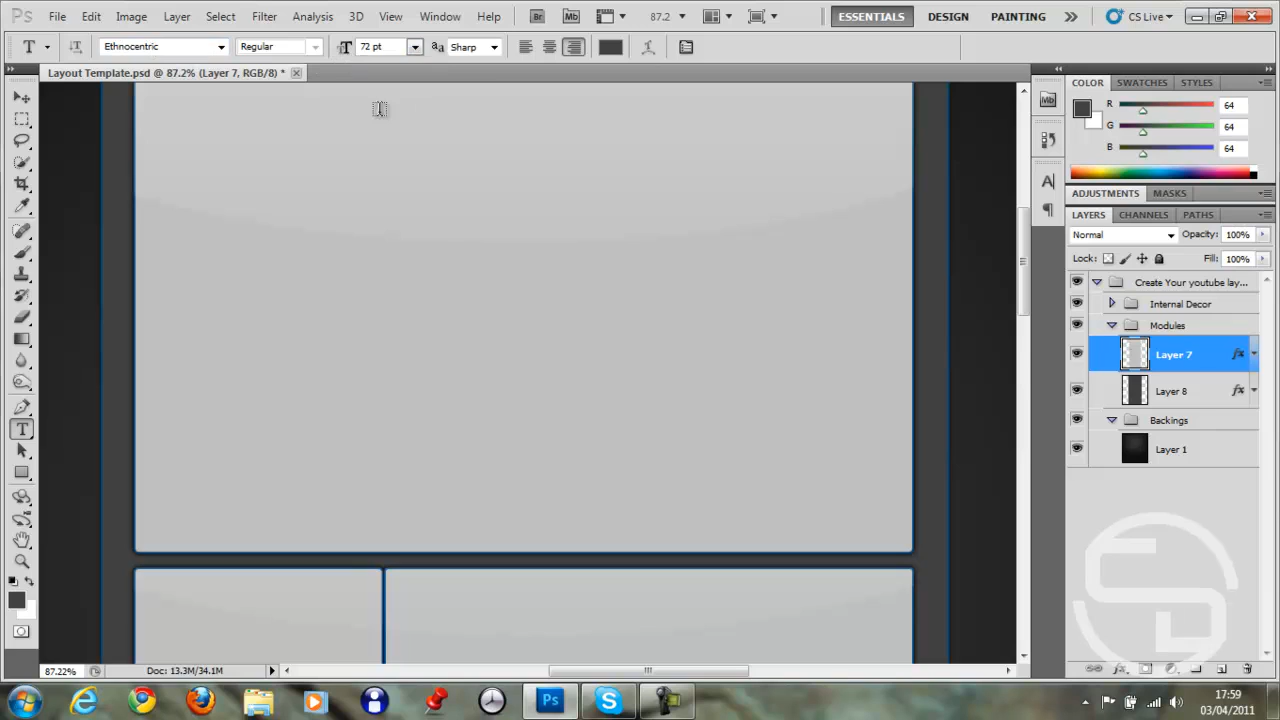 Ps File Edit Image Layer Select Filter Analysis 3D View Window Help Br Mb 87.2 ESSENTIALS DESIGN PAINTING CS Live
T Ethnocentric Regular 72 pt Sharp
Layout Template.psd @ 87.2% (Layer 7, RGB/8) *
COLOR SWATCHES STYLES
R 64
G 64
B 64
ADJUSTMENTS MASKS
LAYERS CHANNELS PATHS
Normal Opacity: 100%
Lock: Fill: 100%
Create Your youtube lay...
Internal Decor
Modules
Layer 7 fx
Layer 8 fx
Backings
Layer 1
87.22% Doc: 13.3M/34.1M
17:59
03/04/2011